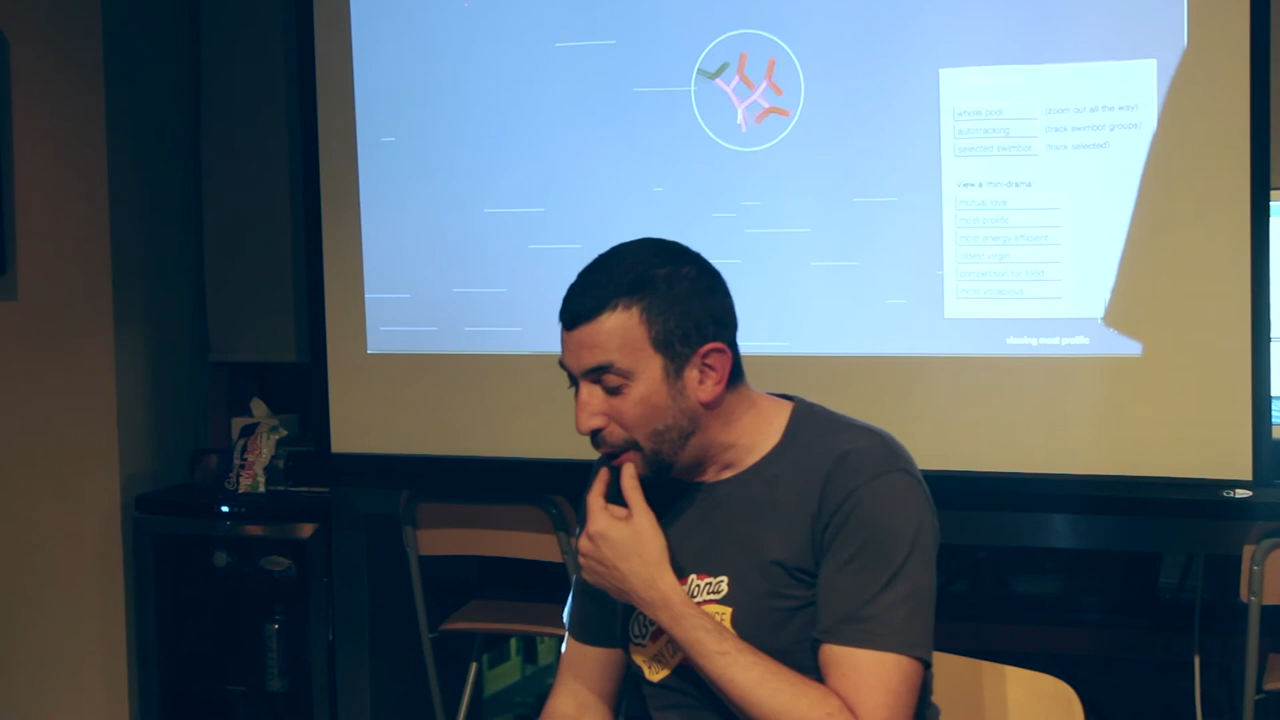 whole pool (zoom out all the way)
autotracking (track swimbot groups)
selected swimbot (track selected)
View a 'mini-drama'
mutual love
most prolific
most energy efficient
oldest virgin
competition for food
most voracious
viewing most prolific